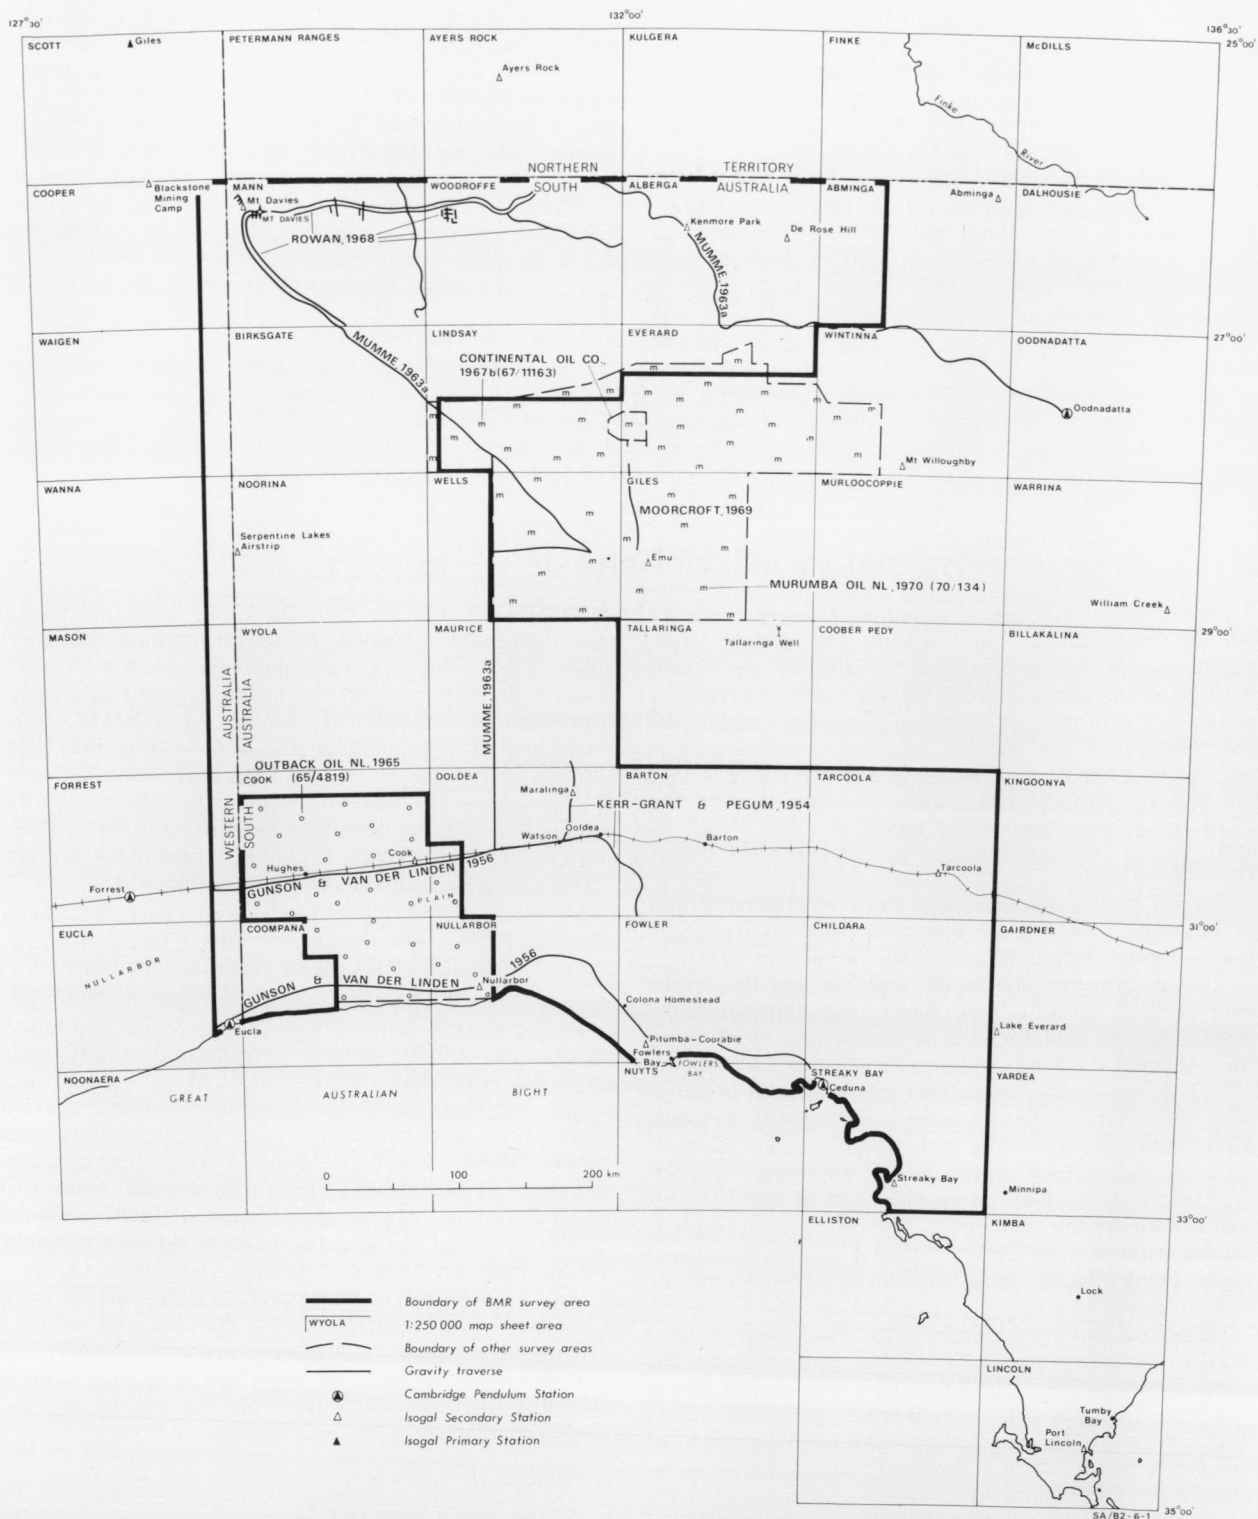 127°30'
132°00'
136°30'
25°00'
SCOTT
Giles
PETERMANN RANGES
AYERS ROCK
KULGERA
FINKE
McDILLS
Ayers Rock
Finke
River
NORTHERN
TERRITORY
SOUTH
AUSTRALIA
COOPER
Blackstone
Mining
Camp
MANN
WOODROFFE
ALBERGA
ABMINGA
Abminga
DALHOUSIE
Mt Davies
MT DAVIES
ROWAN, 1968
Kenmore Park
De Rose Hill
MUMME, 1963a
WAIGEN
BIRKSGATE
LINDSAY
EVERARD
WINTINNA
OODNADATTA
27°00'
MUMME, 1963a
CONTINENTAL OIL CO.,
1967b (67/11163)
Oodnadatta
Mt Willoughby
WANNA
NOORINA
WELLS
GILES
MURLOOCOPPIE
WARRINA
MOORCROFT, 1969
Serpentine Lakes
Airstrip
Emu
MURUMBA OIL NL, 1970 (70/134)
William Creek
MASON
WYOLA
MAURICE
TALLARINGA
Tallaringa Well
COOBER PEDY
BILLAKALINA
29°00'
WESTERN AUSTRALIA
SOUTH AUSTRALIA
MUMME, 1963a
OUTBACK OIL NL, 1965
(65/4819)
FORREST
COOK
OOLDEA
BARTON
TARCOOLA
KINGOONYA
Maralinga
KERR-GRANT & PEGUM, 1954
Ooldea
Watson
Barton
Cook
Hughes
Forrest
GUNSON & VAN DER LINDEN 1956
Tarcoola
PLAIN
EUCLA
COOMPANA
NULLARBOR
FOWLER
CHILDARA
GAIRDNER
31°00'
NULLARBOR
GUNSON & VAN DER LINDEN 1956
Nullarbor
Colona Homestead
Eucla
Pitumba-Coorabie
Lake Everard
Fowlers
Bay
NOONAERA
NUYTS
FOWLERS
BAY
STREAKY BAY
Ceduna
YARDEA
GREAT AUSTRALIAN BIGHT
0 100 200 km
Streaky Bay
Minnipa
ELLISTON
KIMBA
33°00'
Lock
Boundary of BMR survey area
WYOLA 1:250 000 map sheet area
Boundary of other survey areas
Gravity traverse
Cambridge Pendulum Station
Isogal Secondary Station
Isogal Primary Station
LINCOLN
Tumby
Bay
Port
Lincoln
35°00'
SA/B2-6-1